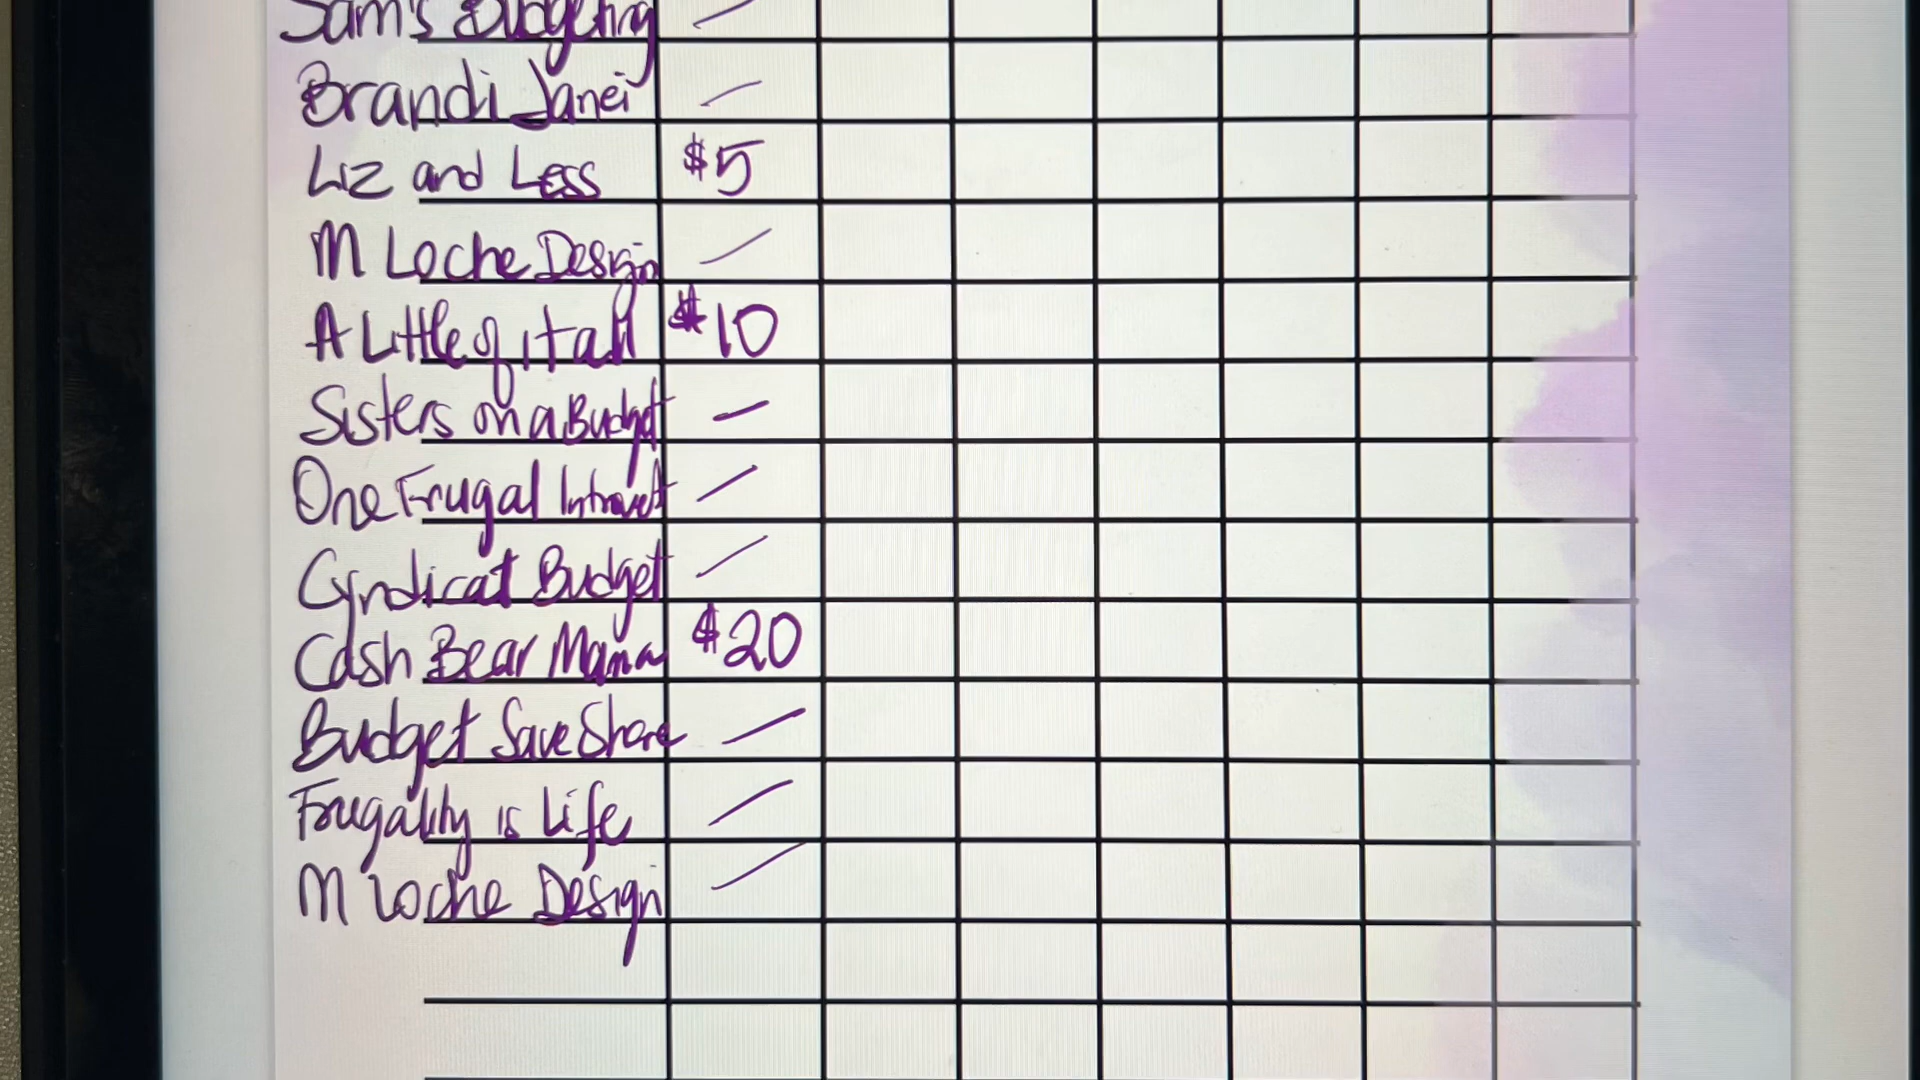 Sam's Budgeting —
Brandi Janei —
Liz and Less $5
M Loche Design —
A Little of it all $10
Sisters on a Budget —
One Frugal Introvert —
Cyndicat Budget —
Cash Bear Mama $20
Budget Save Share —
Frugality is Life —
M Loche Design —